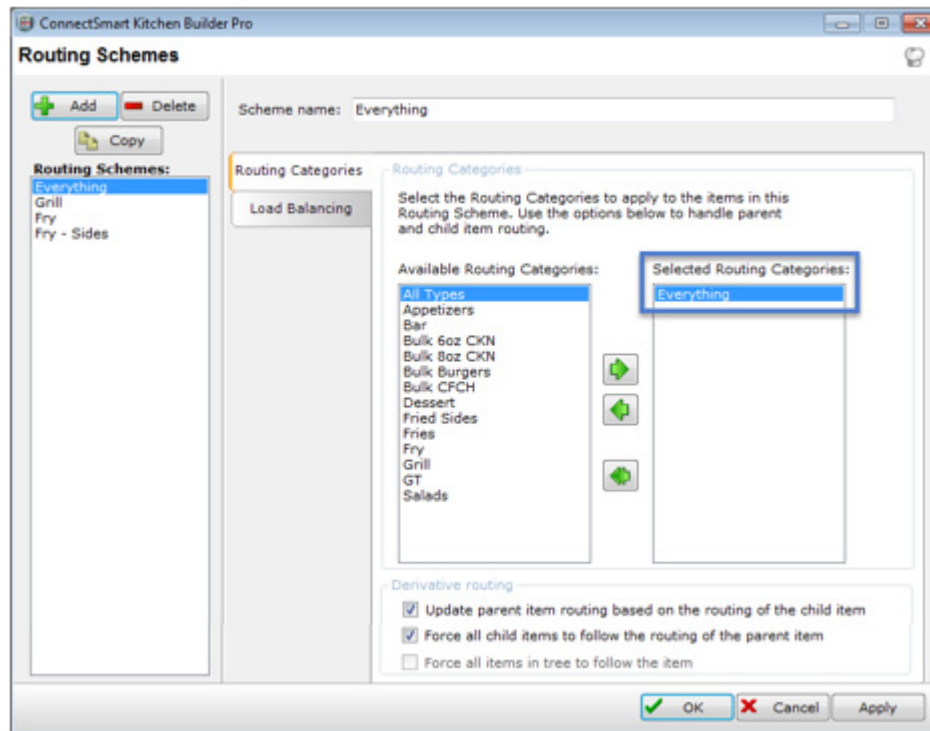 ConnectSmart Kitchen Builder Pro
Routing Schemes
Add
Delete
Copy
Routing Schemes:
Everything
Grill
Fry
Fry - Sides
Scheme name:
Everything
Routing Categories
Load Balancing
Routing Categories
Select the Routing Categories to apply to the items in this
Routing Scheme. Use the options below to handle parent
and child item routing.
Available Routing Categories:
All Types
Appetizers
Bar
Bulk 6oz CKN
Bulk 8oz CKN
Bulk Burgers
Bulk CFCH
Dessert
Fried Sides
Fries
Fry
Grill
GT
Salads
Selected Routing Categories:
Everything
Derivative routing
Update parent item routing based on the routing of the child item
Force all child items to follow the routing of the parent item
Force all items in tree to follow the item
OK
Cancel
Apply